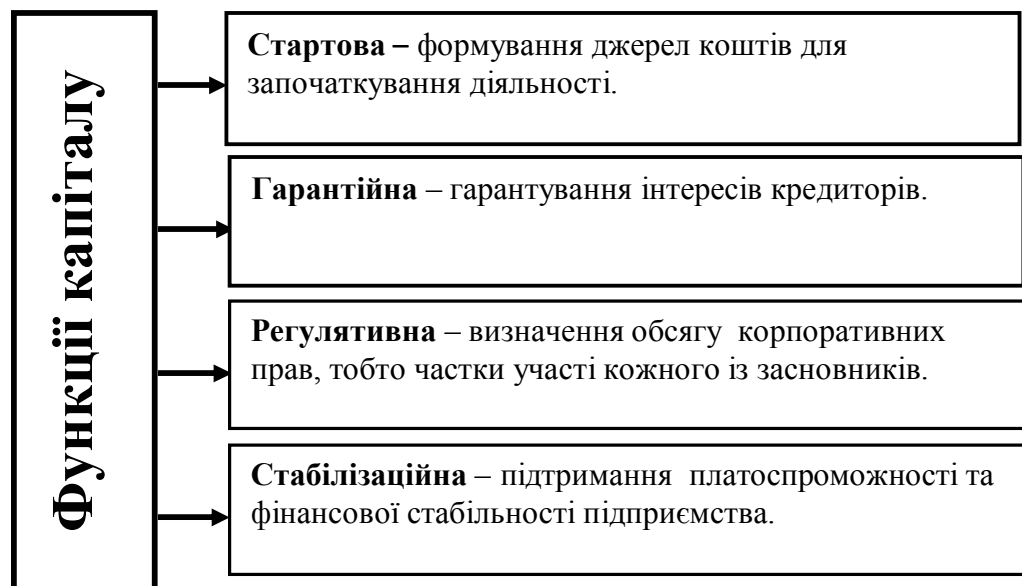 Функції капіталу
Стартова – формування джерел коштів для
започаткування діяльності.
Гарантійна – гарантування інтересів кредиторів.
Регулятивна – визначення обсягу корпоративних
прав, тобто частки участі кожного із засновників.
Стабілізаційна – підтримання платоспроможності та
фінансової стабільності підприємства.